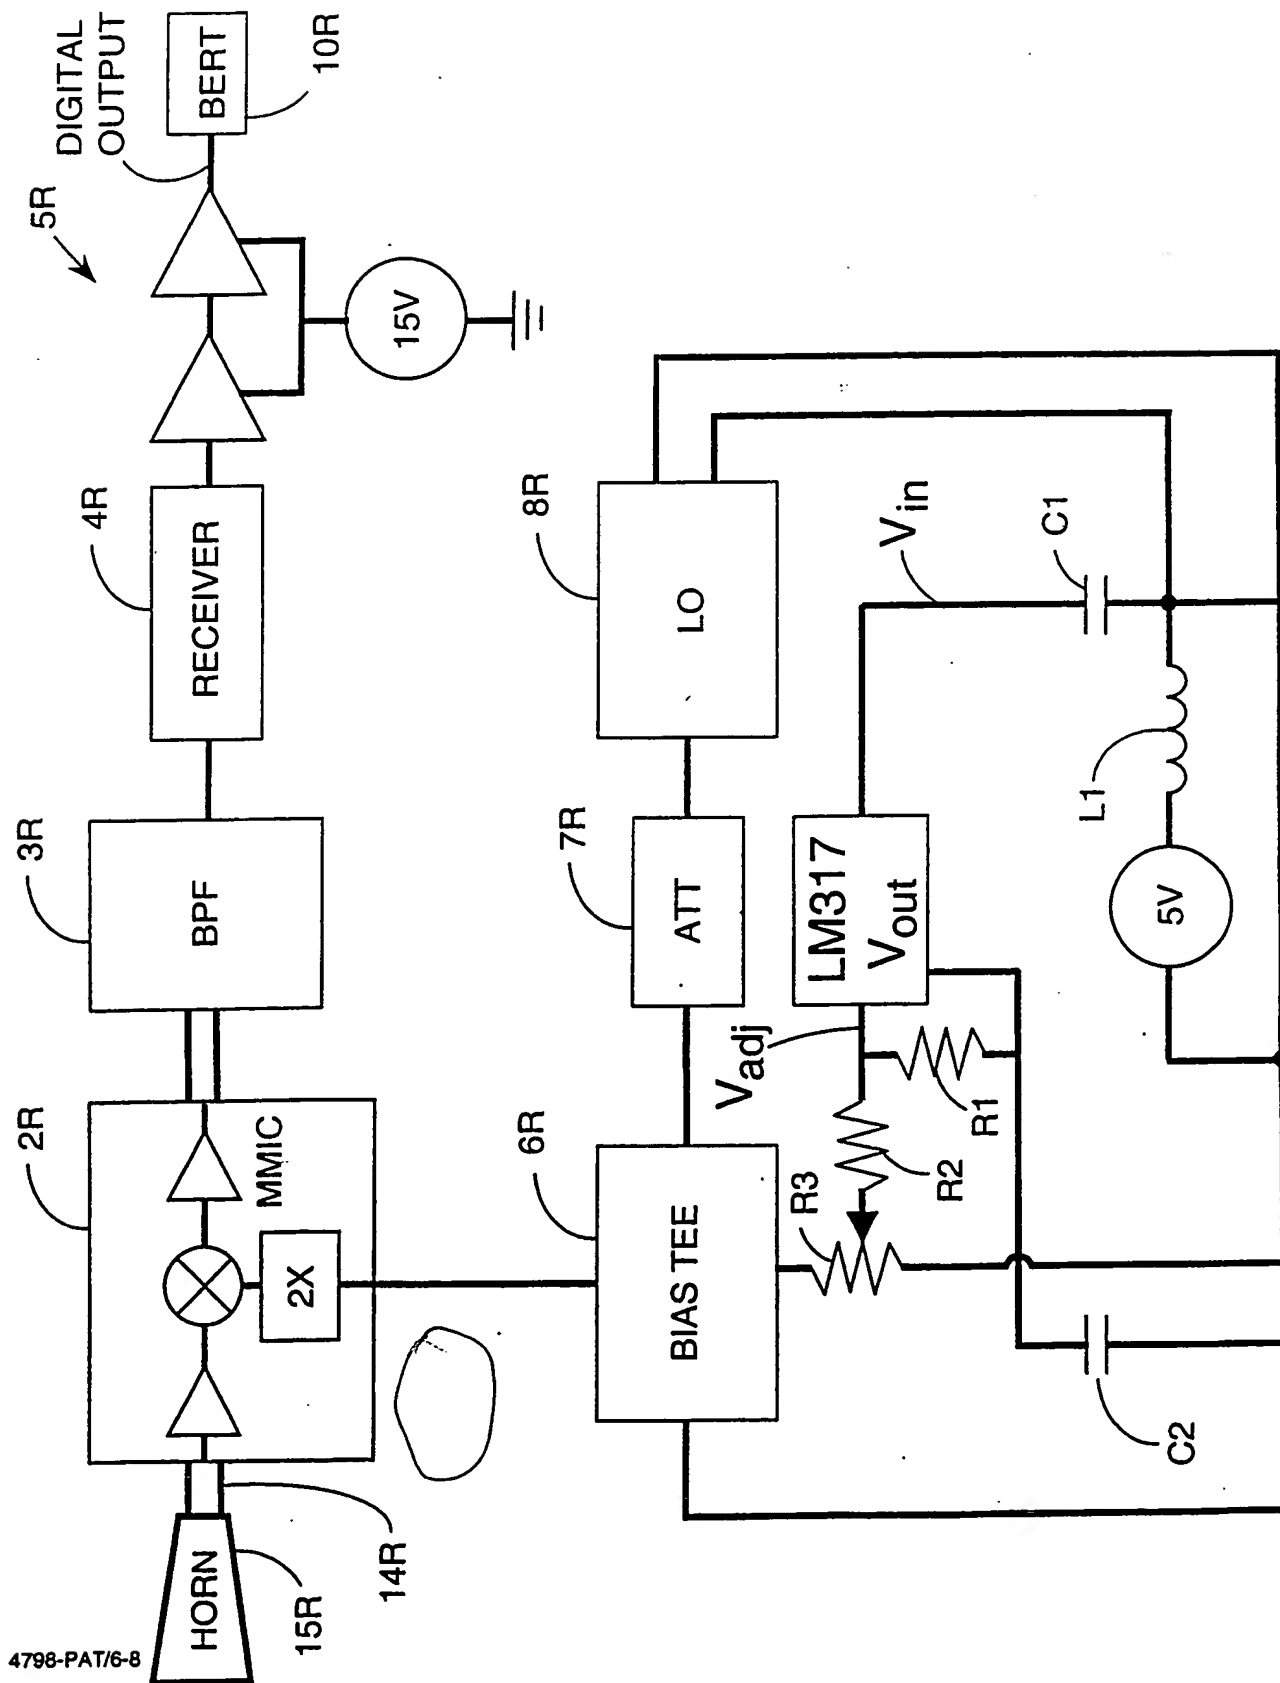 DIGITAL
OUTPUT
5R
BERT
10R
15V
4R
RECEIVER
3R
BPF
2R
MMIC
2X
HORN
14R
15R
8R
LO
7R
ATT
6R
BIAS TEE
Vin
C1
LM317
Vout
Vadj
R1
R2
R3
L1
5V
C2
4798-PAT/6-8